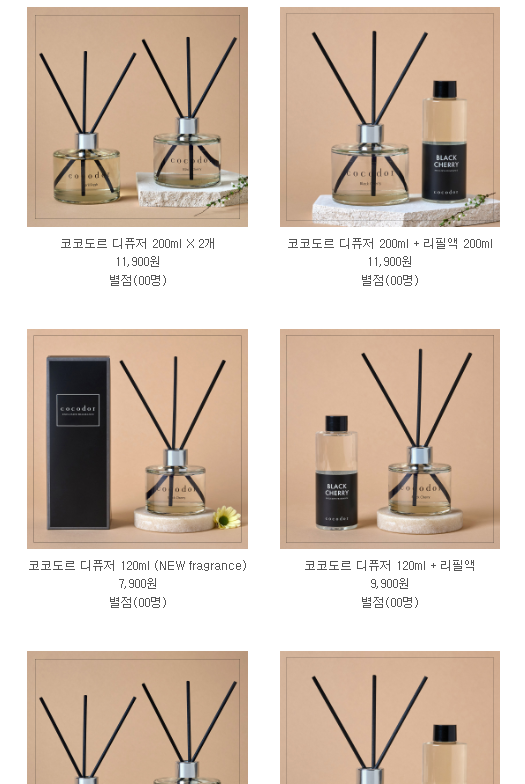 cocodor
cocodor
cocodor
BLACK
CHERRY
cocodor
코코도르 디퓨저 200ml X 2개
11,900원
별점(00명)
코코도르 디퓨저 200ml + 리필액 200ml
11,900원
별점(00명)
cocodor
cocodor
BLACK
CHERRY
cocodor
cocodor
코코도르 디퓨저 120ml (NEW fragrance)
7,900원
별점(00명)
코코도르 디퓨저 120ml + 리필액
9,900원
별점(00명)